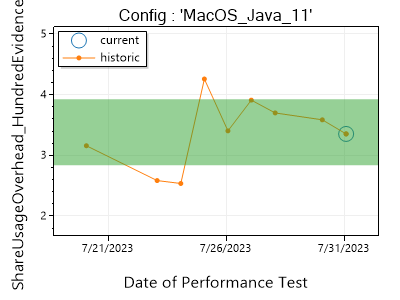 Config : 'MacOS_Java_11'
current
historic
ShareUsageOverhead_HundredEvidence
5
4
3
2
7/21/2023
7/26/2023
7/31/2023
Date of Performance Test